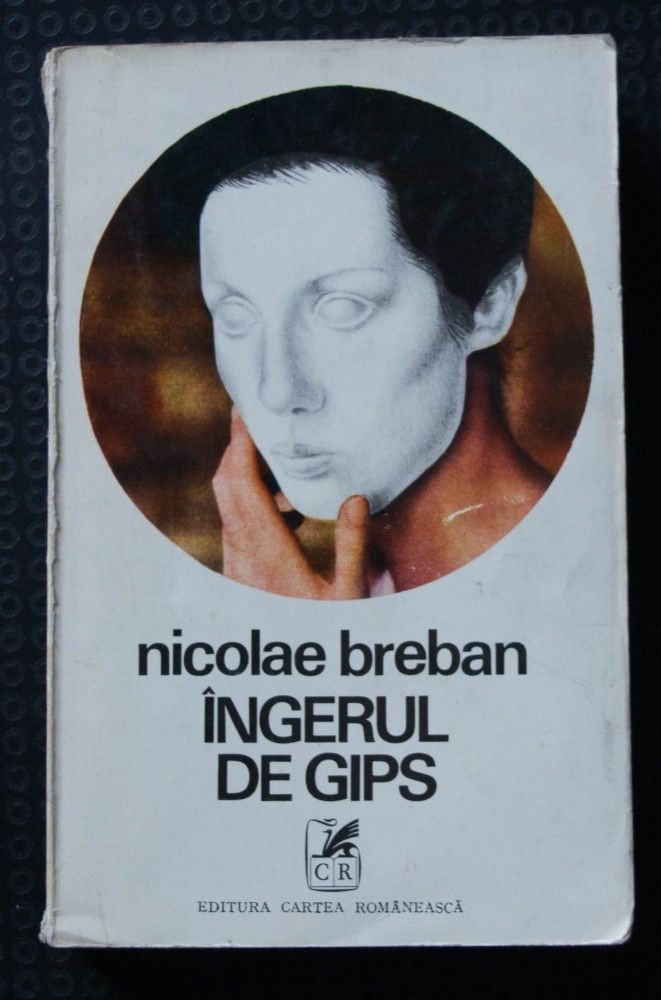 nicolae breban
ÎNGERUL
DE GIPS
CR
EDITURA CARTEA ROMÂNEASCĂ